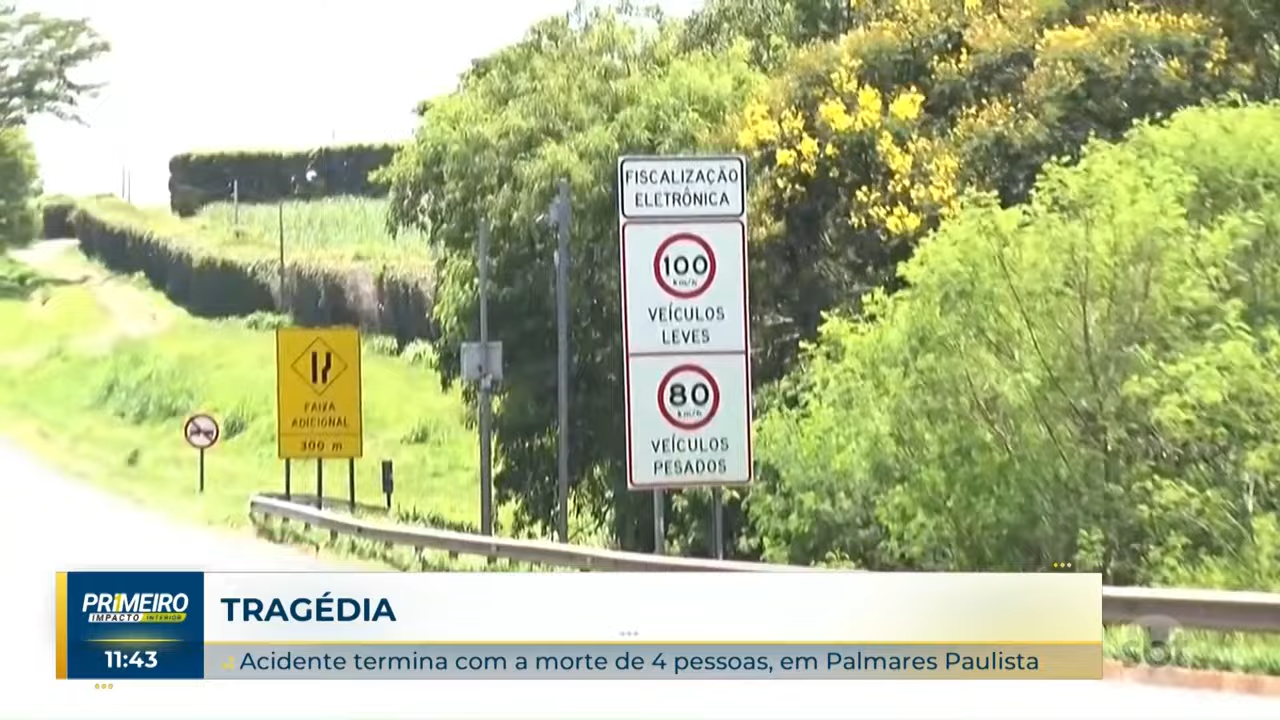 FISCALIZAÇÃO
ELETRÔNICA
100
km/h
VEÍCULOS
LEVES
80
km/h
VEÍCULOS
PESADOS
FAIXA
ADICIONAL
300 m
PRIMEIRO
IMPACTO INTERIOR
11:43
TRAGÉDIA
Acidente termina com a morte de 4 pessoas, em Palmares Paulista